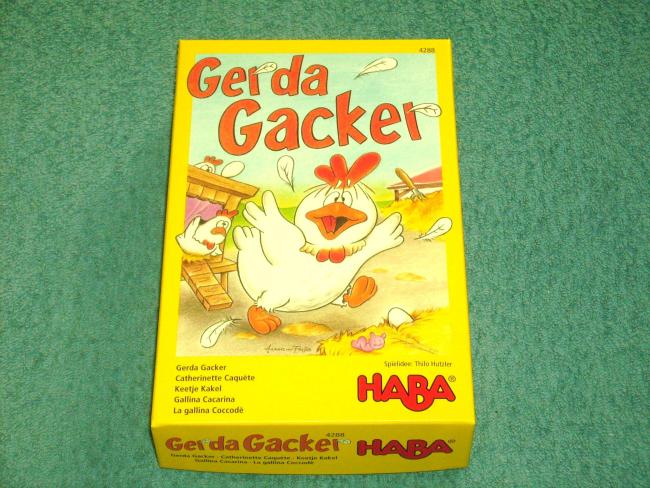 4288
Gerda
Gacker
Gerda Gacker
Catherinette Caquète
Keetje Kakel
Gallina Cacarina
La gallina Coccodè
Spielidee: Thilo Hutzler
HABA®
4288
Gerda Gacker HABA®
Gerda Gacker · Catherinette Caquète · Keetje Kakel
Gallina Cacarina · La gallina Coccodè